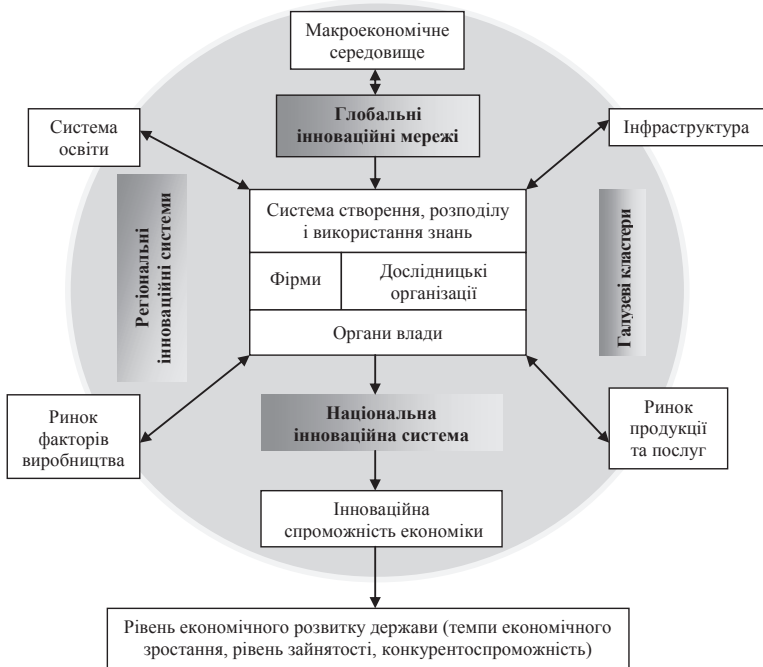 Макроекономічне
середовище
Глобальні
інноваційні мережі
Система
освіти
Інфраструктура
Регіональні
інноваційні системи
Система створення, розподілу
і використання знань
Фірми
Дослідницькі
організації
Органи влади
Галузеві кластери
Національна
інноваційна система
Ринок
факторів
виробництва
Ринок
продукції
та послуг
Інноваційна
спроможність економіки
Рівень економічного розвитку держави (темпи економічного
зростання, рівень зайнятості, конкурентоспроможність)